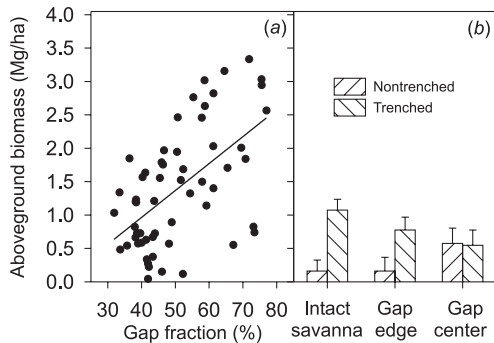 Aboveground biomass (Mg/ha)
4.0
3.5
3.0
2.5
2.0
1.5
1.0
0.5
0.0
(a)
30 40 50 60 70 80
Gap fraction (%)
(b)
Nontrenched
Trenched
Intact savanna
Gap edge
Gap center